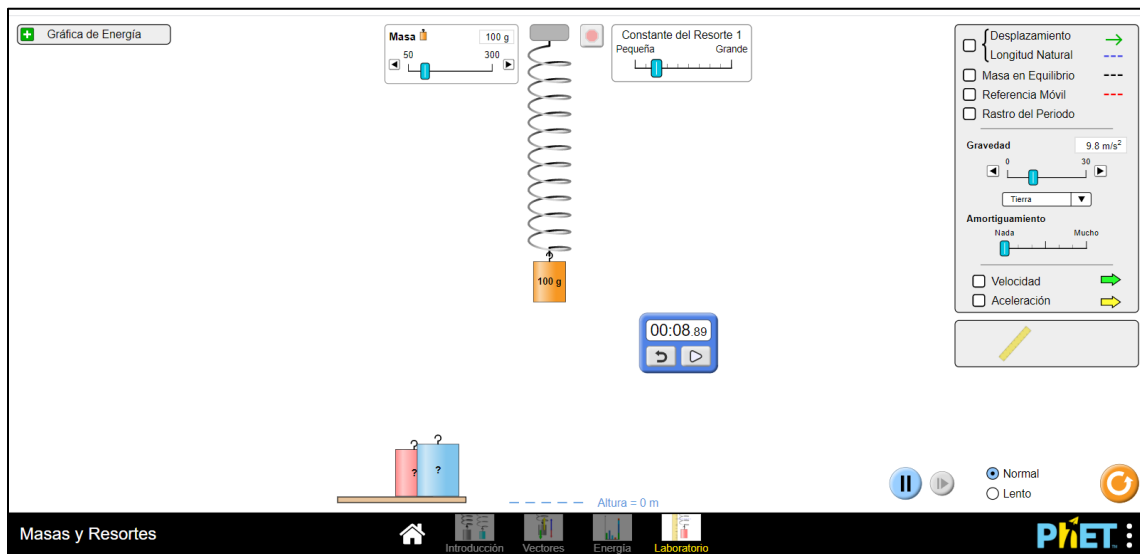 Gráfica de Energía
Masa 100 g
50 300
Constante del Resorte 1
Pequeña Grande
Desplazamiento
Longitud Natural
Masa en Equilibrio
Referencia Móvil
Rastro del Periodo
Gravedad 9.8 m/s²
0 30
Tierra
Amortiguamiento
Nada Mucho
Velocidad
Aceleración
100 g
00:08.89
? ?
Altura = 0 m
Normal
Lento
Masas y Resortes
Introducción Vectores Energía Laboratorio
PhET